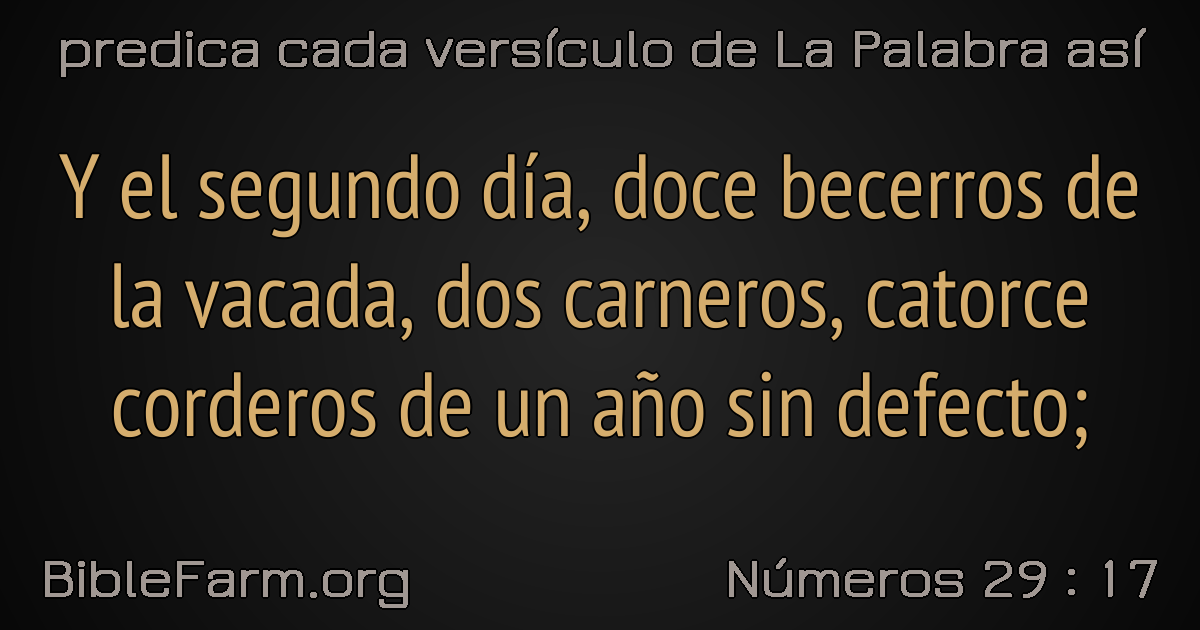 predica cada versículo de La Palabra así
Y el segundo día, doce becerros de
la vacada, dos carneros, catorce
corderos de un año sin defecto;
BibleFarm.org
Números 29 : 17